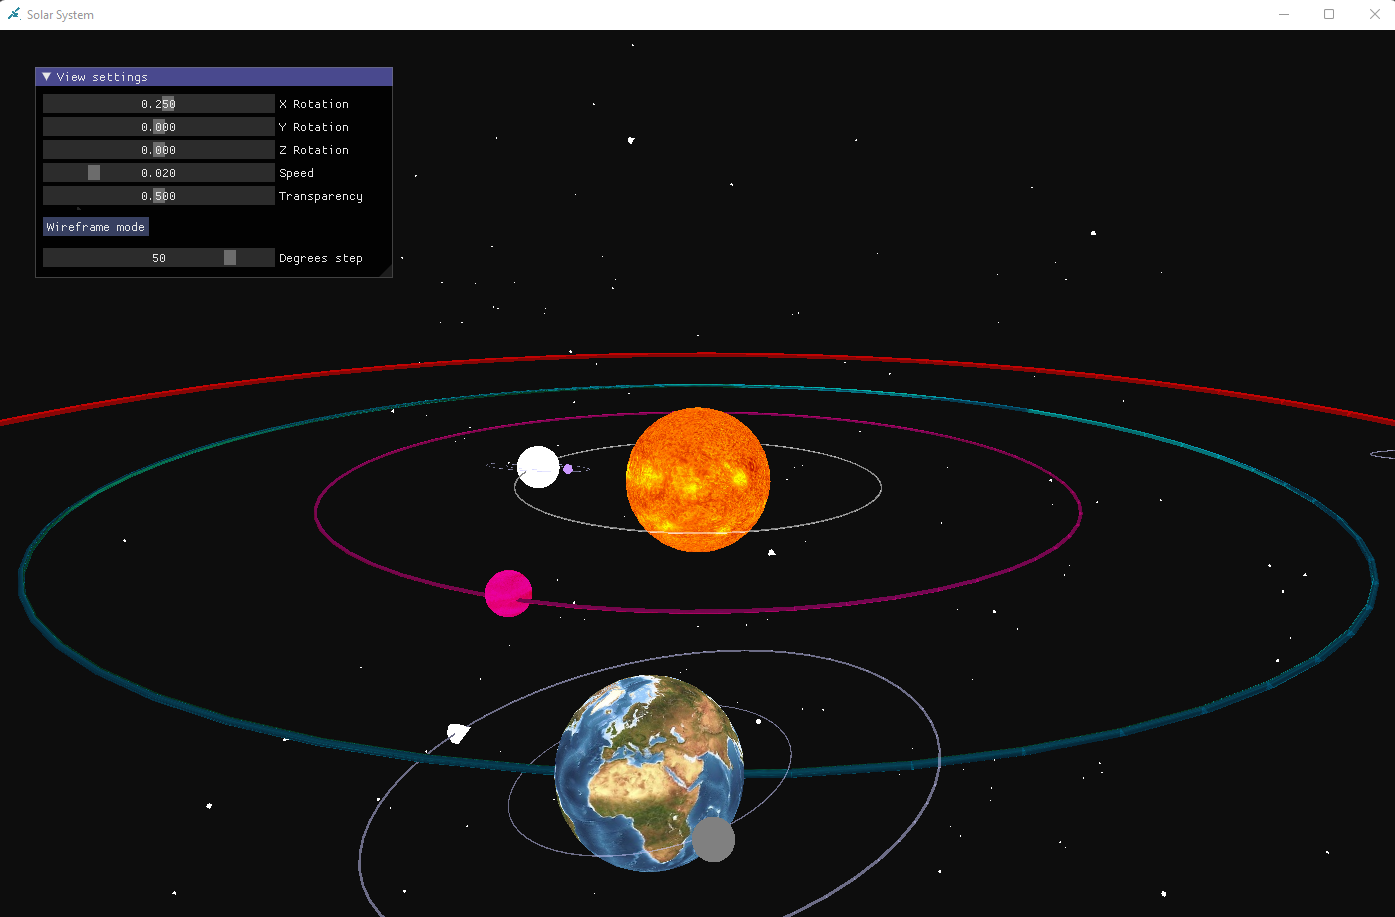 Solar System
View settings
0.250 X Rotation
0.000 Y Rotation
0.000 Z Rotation
0.020 Speed
0.500 Transparency
Wireframe mode
50 Degrees step